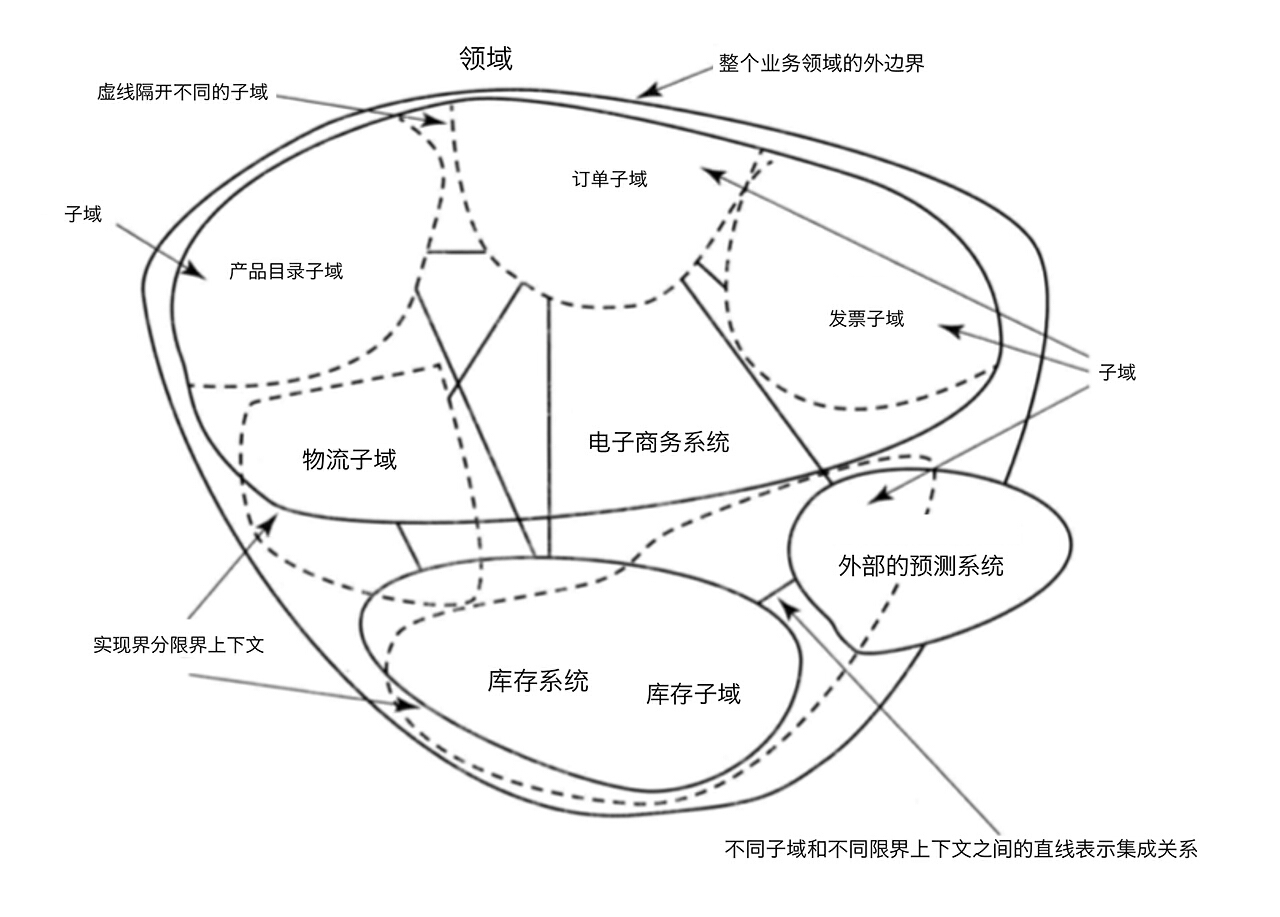 领域
整个业务领域的外边界
虚线隔开不同的子域
订单子域
子域
产品目录子域
发票子域
子域
电子商务系统
物流子域
外部的预测系统
实现界分限界上下文
库存系统
库存子域
不同子域和不同限界上下文之间的直线表示集成关系